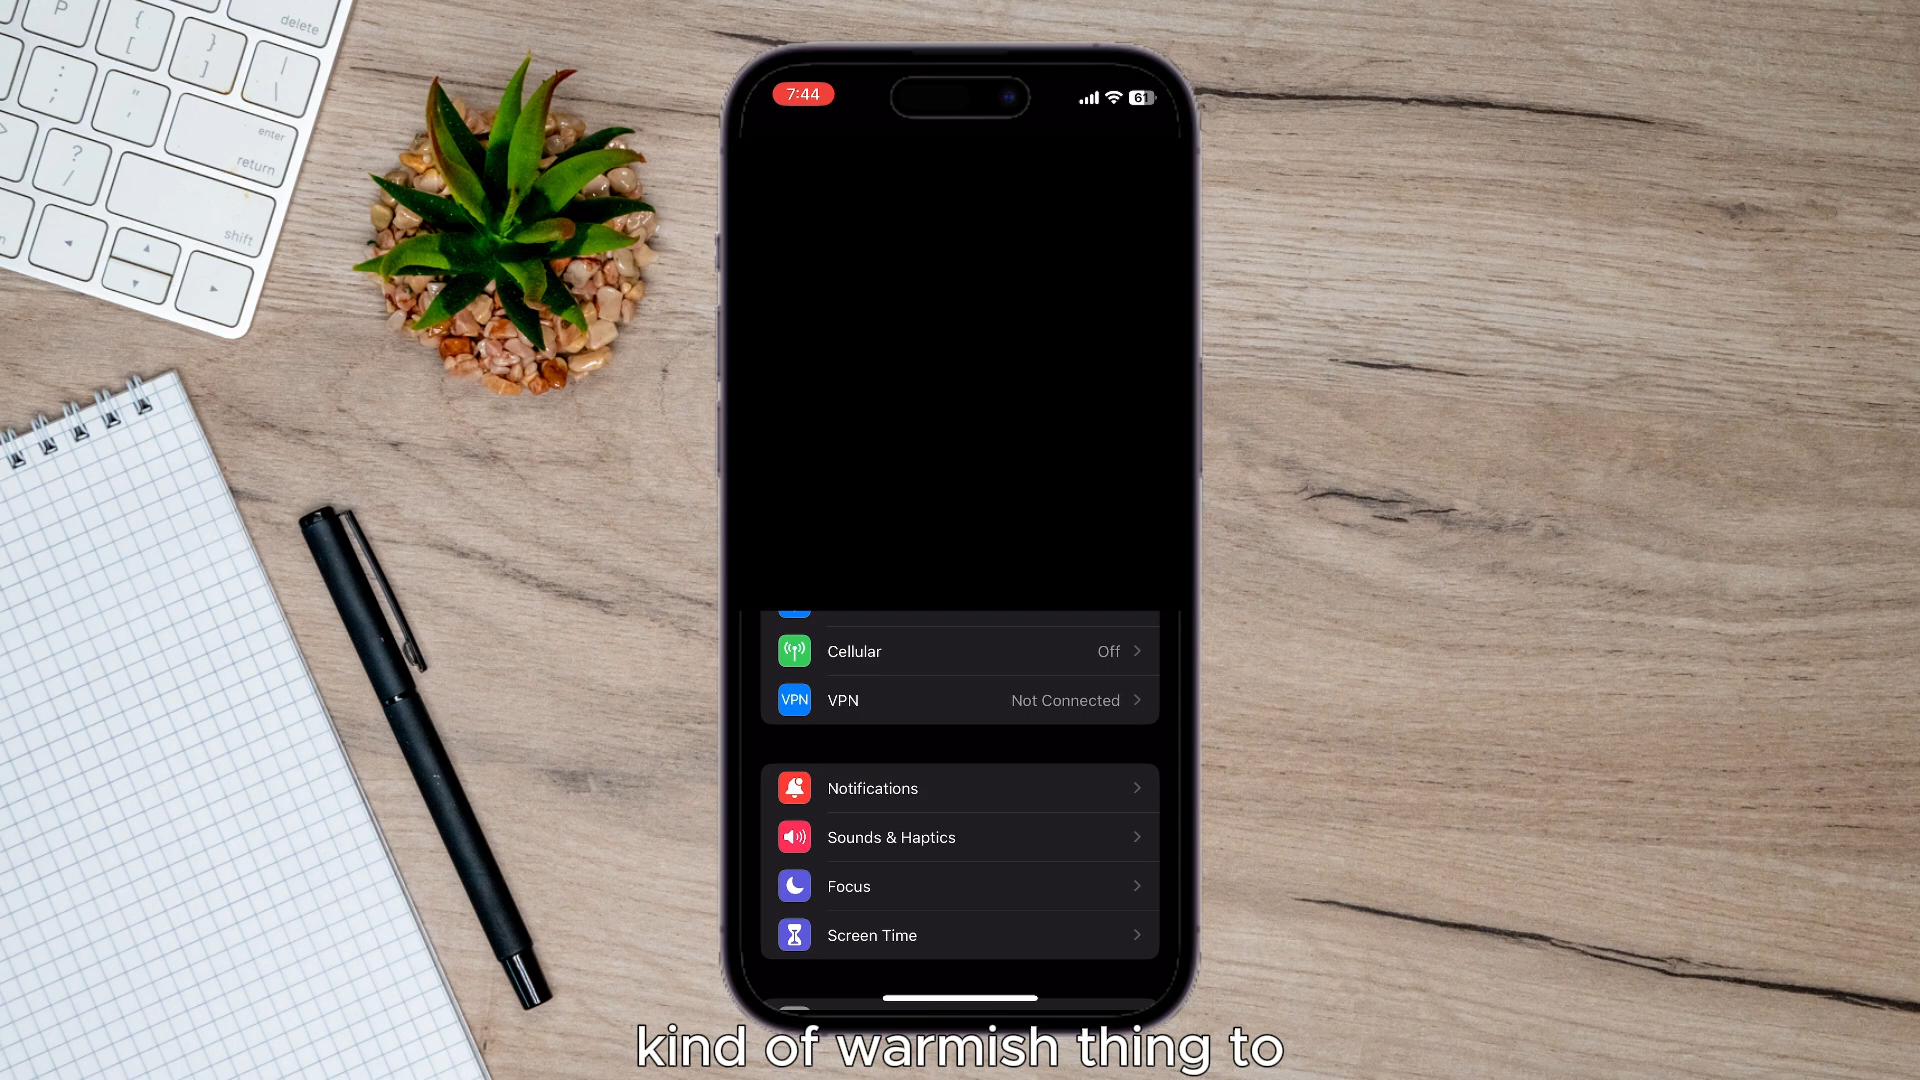 P
{
[
}
]
|
\
delete
:
;
"
'
enter
return
?
/
shift
7:44
61
Cellular
Off
VPN
VPN
Not Connected
Notifications
Sounds & Haptics
Focus
Screen Time
kind of warmish thing to